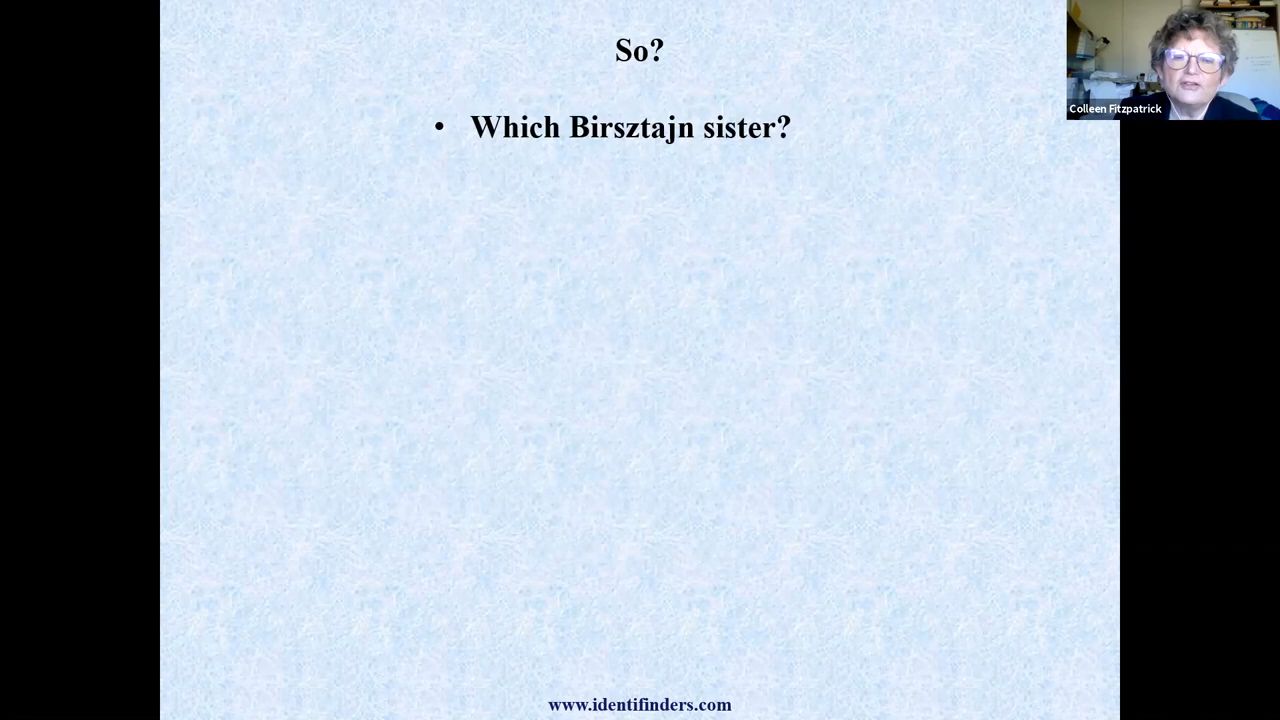 So?
• Which Birsztajn sister?
Colleen Fitzpatrick
www.identifinders.com